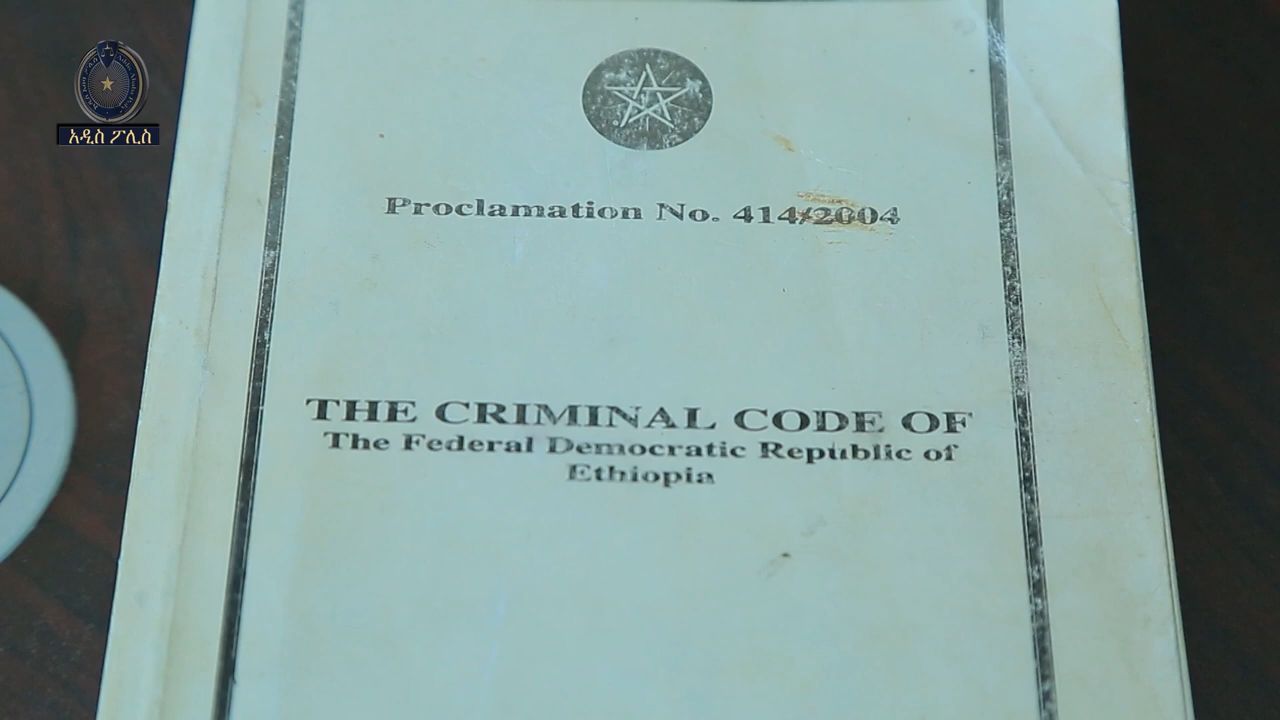 አዲስ ፖሊስ
Proclamation No. 414/2004
THE CRIMINAL CODE OF
The Federal Democratic Republic of
Ethiopia